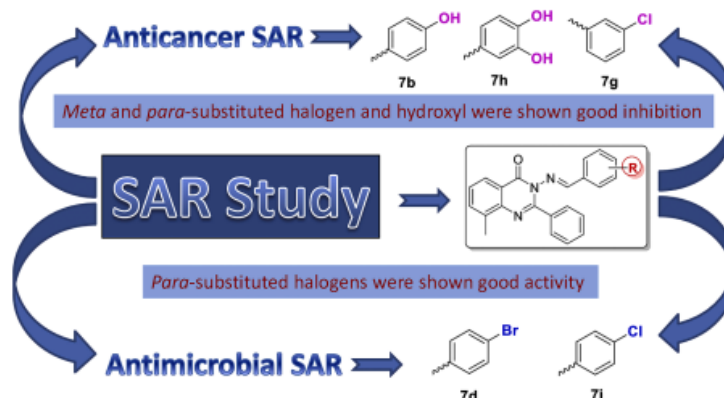 Anticancer SAR
OH
OH
OH
Cl
7b
7h
7g
Meta and para-substituted halogen and hydroxyl were shown good inhibition
SAR Study
O
N
N
N
R
Para-substituted halogens were shown good activity
Br
Cl
Antimicrobial SAR
7d